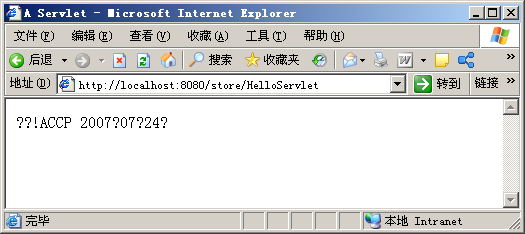 A Servlet - Microsoft Internet Explorer
文件(F) 编辑(E) 查看(V) 收藏(A) 工具(T) 帮助(H)
后退 搜索 收藏夹
地址(D) http://localhost:8080/store/HelloServlet 转到 链接 »
??!ACCP 2007?07?24?
完毕 本地 Intranet